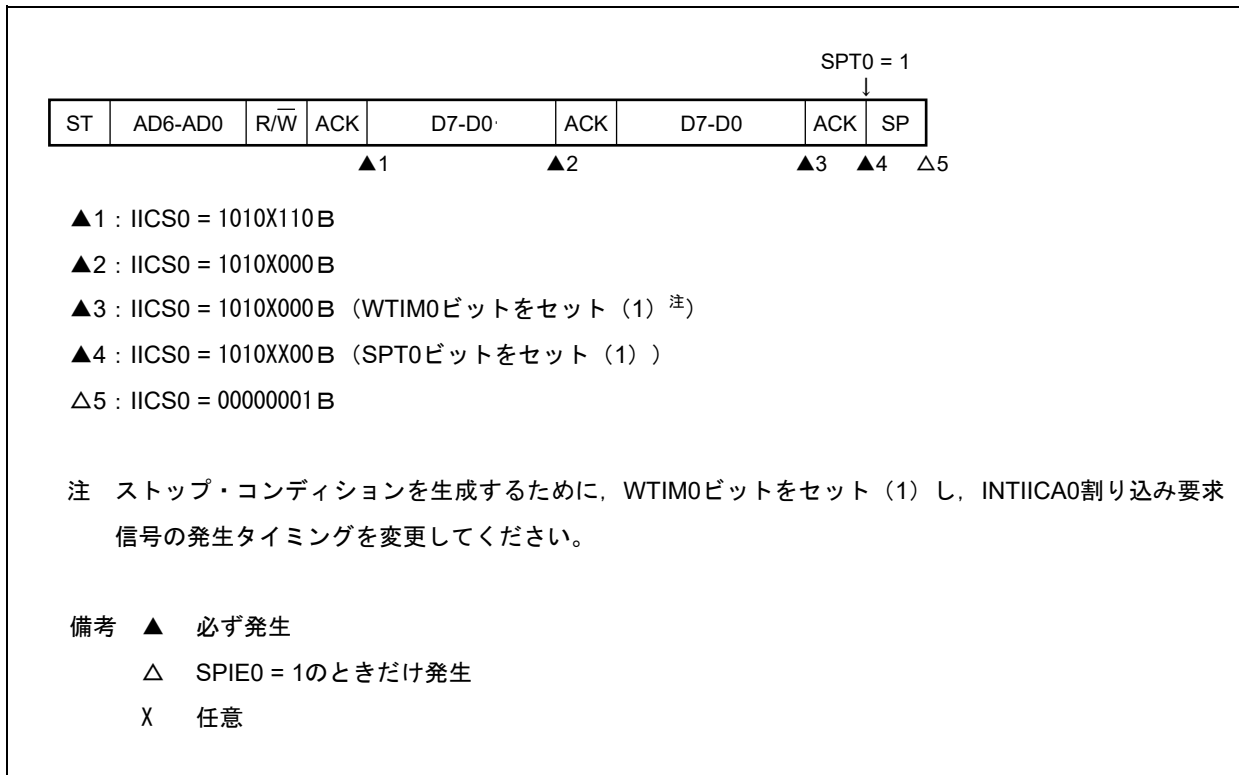 SPT0 = 1
↓
ST AD6-AD0 R/W̅ ACK D7-D0 ACK D7-D0 ACK SP
▲1 ▲2 ▲3 ▲4 △5
▲1：IICS0 = 1010X110B
▲2：IICS0 = 1010X000B
▲3：IICS0 = 1010X000B（WTIM0ビットをセット（1）注）
▲4：IICS0 = 1010XX00B（SPT0ビットをセット（1））
△5：IICS0 = 00000001B
注 ストップ・コンディションを生成するために，WTIM0ビットをセット（1）し，INTIICA0割り込み要求
信号の発生タイミングを変更してください。
備考 ▲ 必ず発生
△ SPIE0 = 1のときだけ発生
X 任意